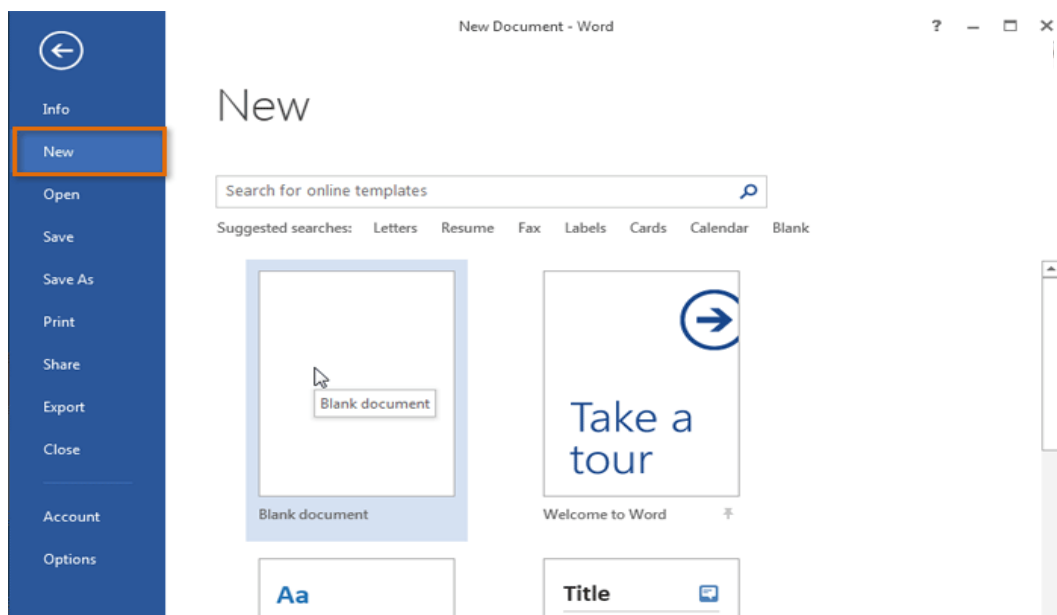 New Document - Word
?
Info
New
Open
Save
Save As
Print
Share
Export
Close
Account
Options
New
Search for online templates
Suggested searches: Letters Resume Fax Labels Cards Calendar Blank
Blank document
Take a
tour
Blank document
Welcome to Word
Aa
Title